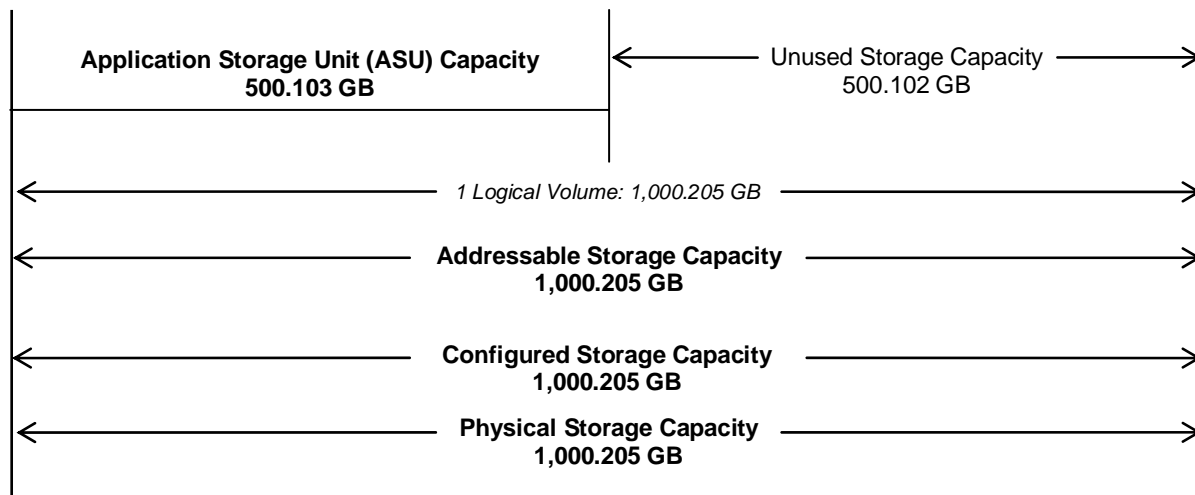 Application Storage Unit (ASU) Capacity
500.103 GB
Unused Storage Capacity
500.102 GB
1 Logical Volume: 1,000.205 GB
Addressable Storage Capacity
1,000.205 GB
Configured Storage Capacity
1,000.205 GB
Physical Storage Capacity
1,000.205 GB